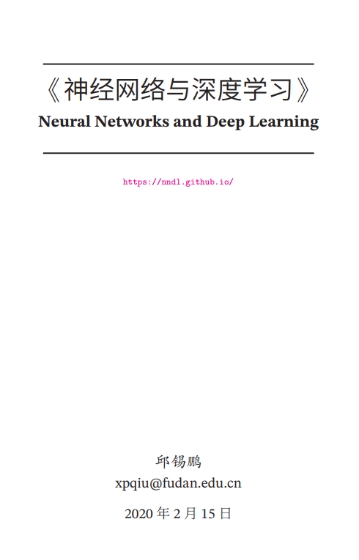 《神经网络与深度学习》
Neural Networks and Deep Learning
https://nndl.github.io/
邱锡鹏
xpqiu@fudan.edu.cn
2020 年 2 月 15 日